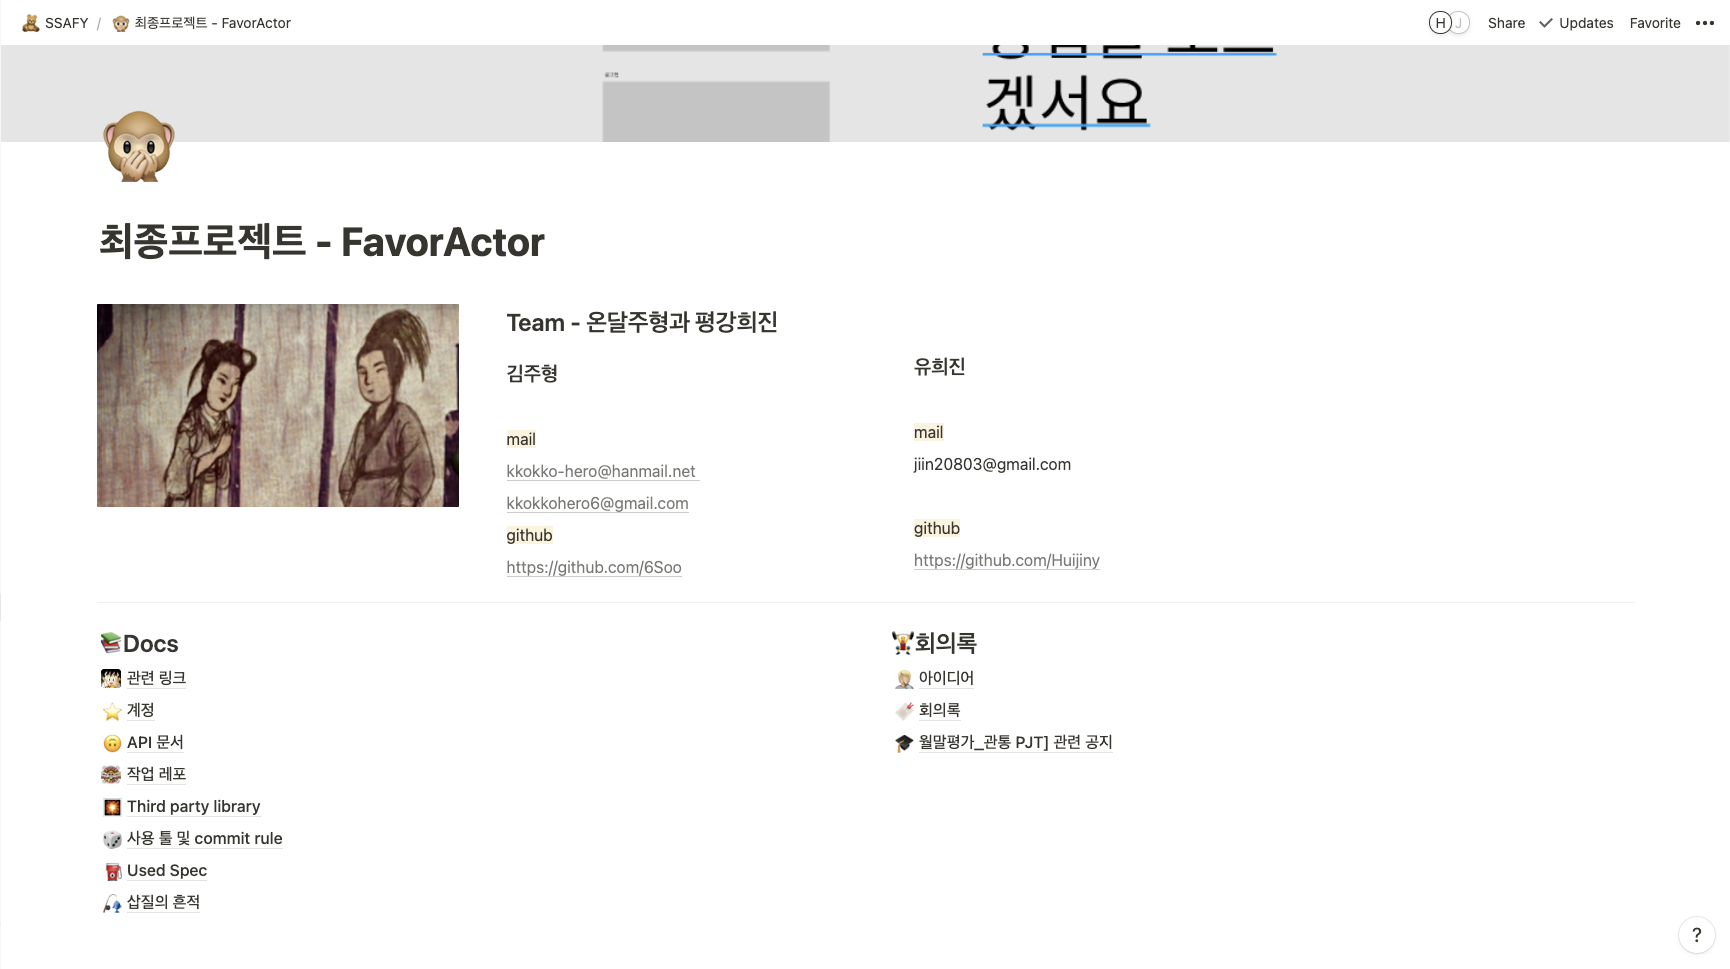 SSAFY / 최종프로젝트 - FavorActor
H J Share Updates Favorite
겠서요
최종프로젝트 - FavorActor
Team - 온달주형과 평강희진
김주형
mail
kkokko-hero@hanmail.net
kkokkohero6@gmail.com
github
https://github.com/6Soo
유희진
mail
jiin20803@gmail.com
github
https://github.com/Huijiny
Docs
관련 링크
계정
API 문서
작업 레포
Third party library
사용 툴 및 commit rule
Used Spec
삽질의 흔적
회의록
아이디어
회의록
월말평가_관통 PJT] 관련 공지
?